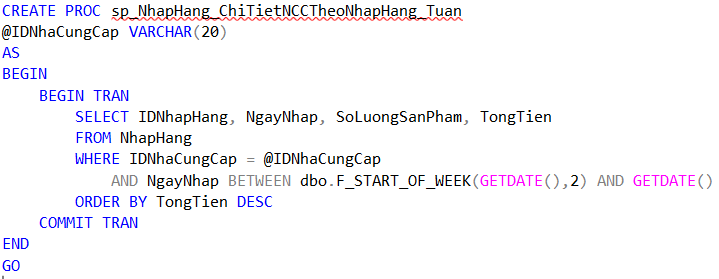 CREATE PROC sp_NhapHang_ChiTietNCCTheoNhapHang_Tuan
@IDNhaCungCap VARCHAR(20)
AS
BEGIN
    BEGIN TRAN
        SELECT IDNhapHang, NgayNhap, SoLuongSanPham, TongTien
        FROM NhapHang
        WHERE IDNhaCungCap = @IDNhaCungCap
            AND NgayNhap BETWEEN dbo.F_START_OF_WEEK(GETDATE(),2) AND GETDATE()
        ORDER BY TongTien DESC
    COMMIT TRAN
END
GO